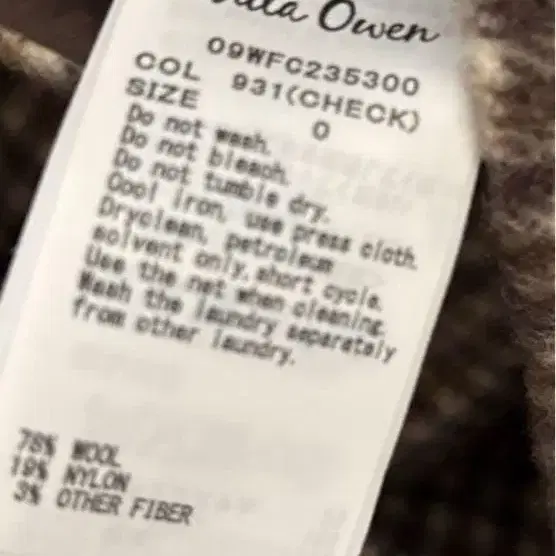 Owen
09WFC235300
COL 931(CHECK)
SIZE 0
Do not wash.
Do not bleach.
Do not tumble dry.
Cool iron, use press cloth.
Dryclean, petroleum
solvent only, short cycle.
Use the net when cleaning.
Wash the laundry separately
from other laundry.
78% WOOL
19% NYLON
3% OTHER FIBER